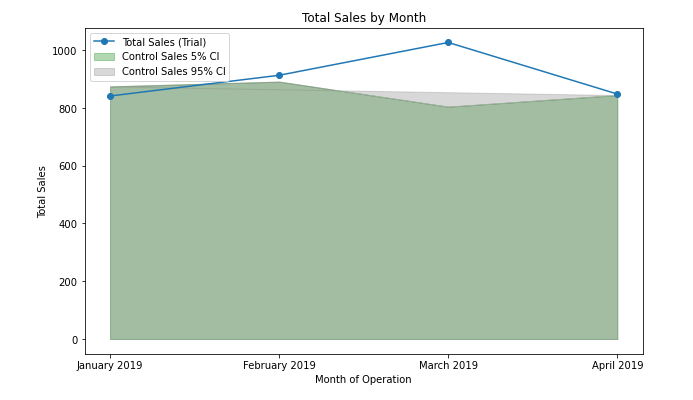 Total Sales by Month
Total Sales (Trial)
Control Sales 5% CI
Control Sales 95% CI
1000
800
600
400
200
0
Total Sales
January 2019
February 2019
March 2019
April 2019
Month of Operation